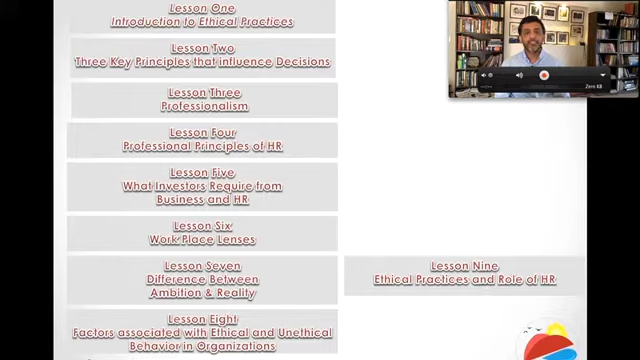 Lesson One
Introduction to Ethical Practices
Lesson Two
Three Key Principles that influence Decisions
Lesson Three
Professionalism
Lesson Four
Professional Principles of HR
Lesson Five
What Investors Require from
Business and HR
Lesson Six
Work Place Lenses
Lesson Seven
Difference Between
Ambition & Reality
Lesson Eight
Factors associated with Ethical and Unethical
Behavior in Organizations
Lesson Nine
Ethical Practices and Role of HR
Zero KB